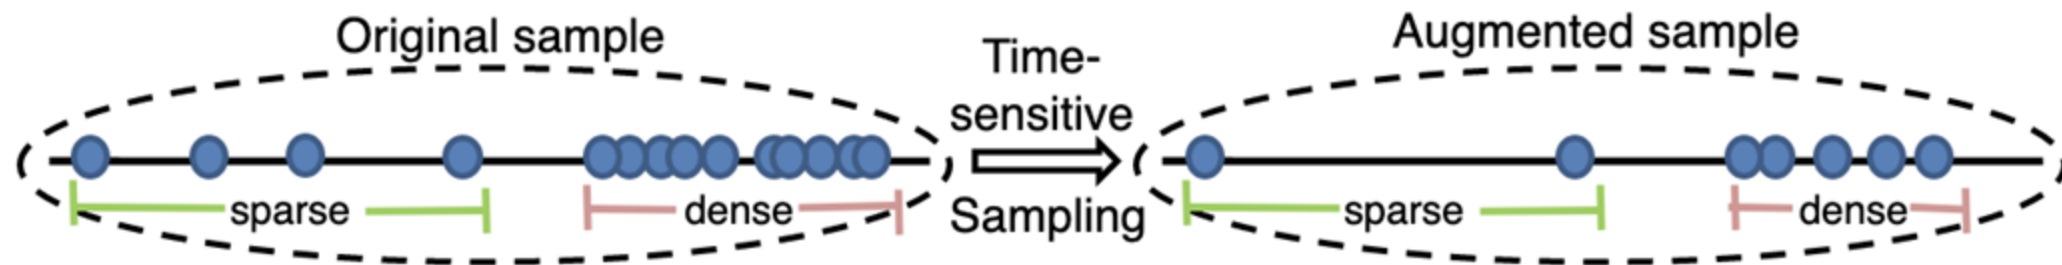 Original sample
sparse
dense
Time-
sensitive
Sampling
Augmented sample
sparse
dense